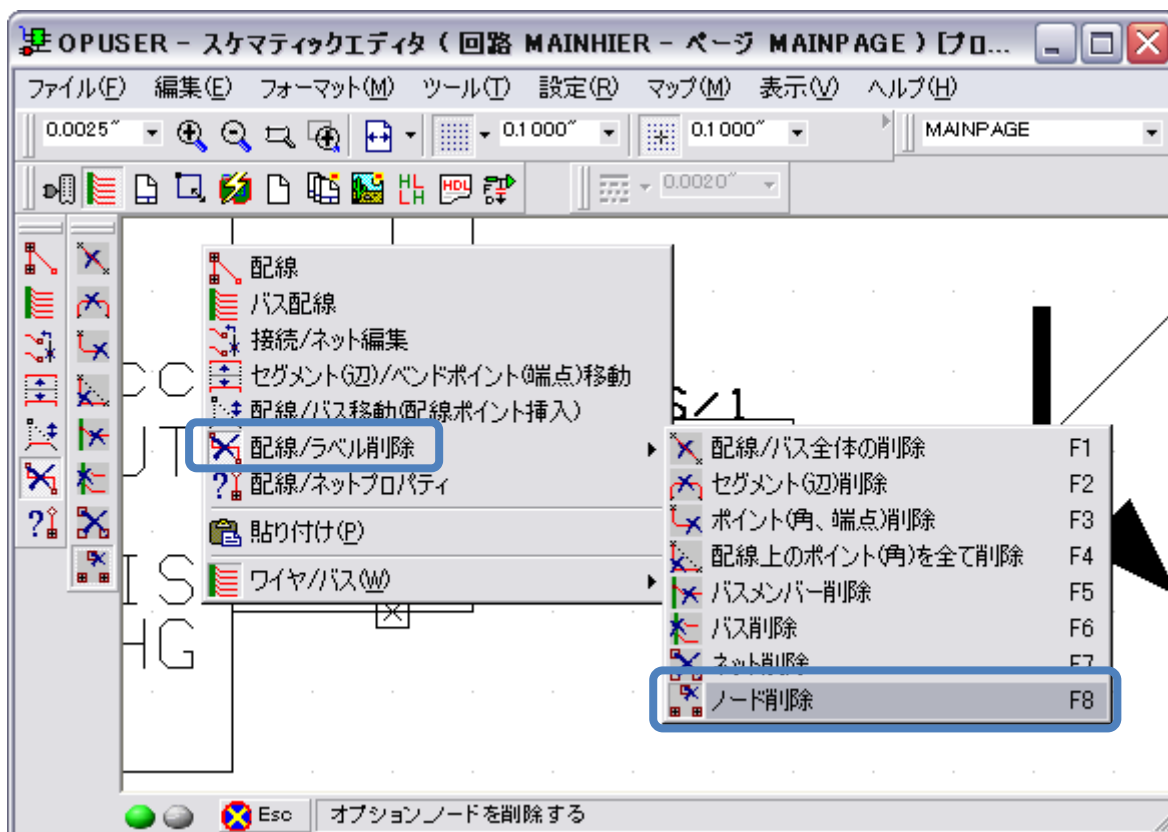 OPUSER - スケマティックエディタ ( 回路 MAINHIER - ページ MAINPAGE ) [プロ...
ファイル(F) 編集(E) フォーマット(M) ツール(T) 設定(R) マップ(M) 表示(V) ヘルプ(H)
0.0025" 0.1000" 0.1000" MAINPAGE
HL
LH
HDL
0.0020"
配線
バス配線
接続/ネット編集
セグメント(辺)/ベンドポイント(端点)移動
配線/バス移動(配線ポイント挿入)
配線/ラベル削除
配線/ネットプロパティ
貼り付け(P)
ワイヤ/バス(W)
CC
UT
IS
HG
S/1
配線/バス全体の削除 F1
セグメント(辺)削除 F2
ポイント(角、端点)削除 F3
配線上のポイント(角)を全て削除 F4
バスメンバー削除 F5
バス削除 F6
ネット削除 F7
ノード削除 F8
Esc オプション_ノードを削除する